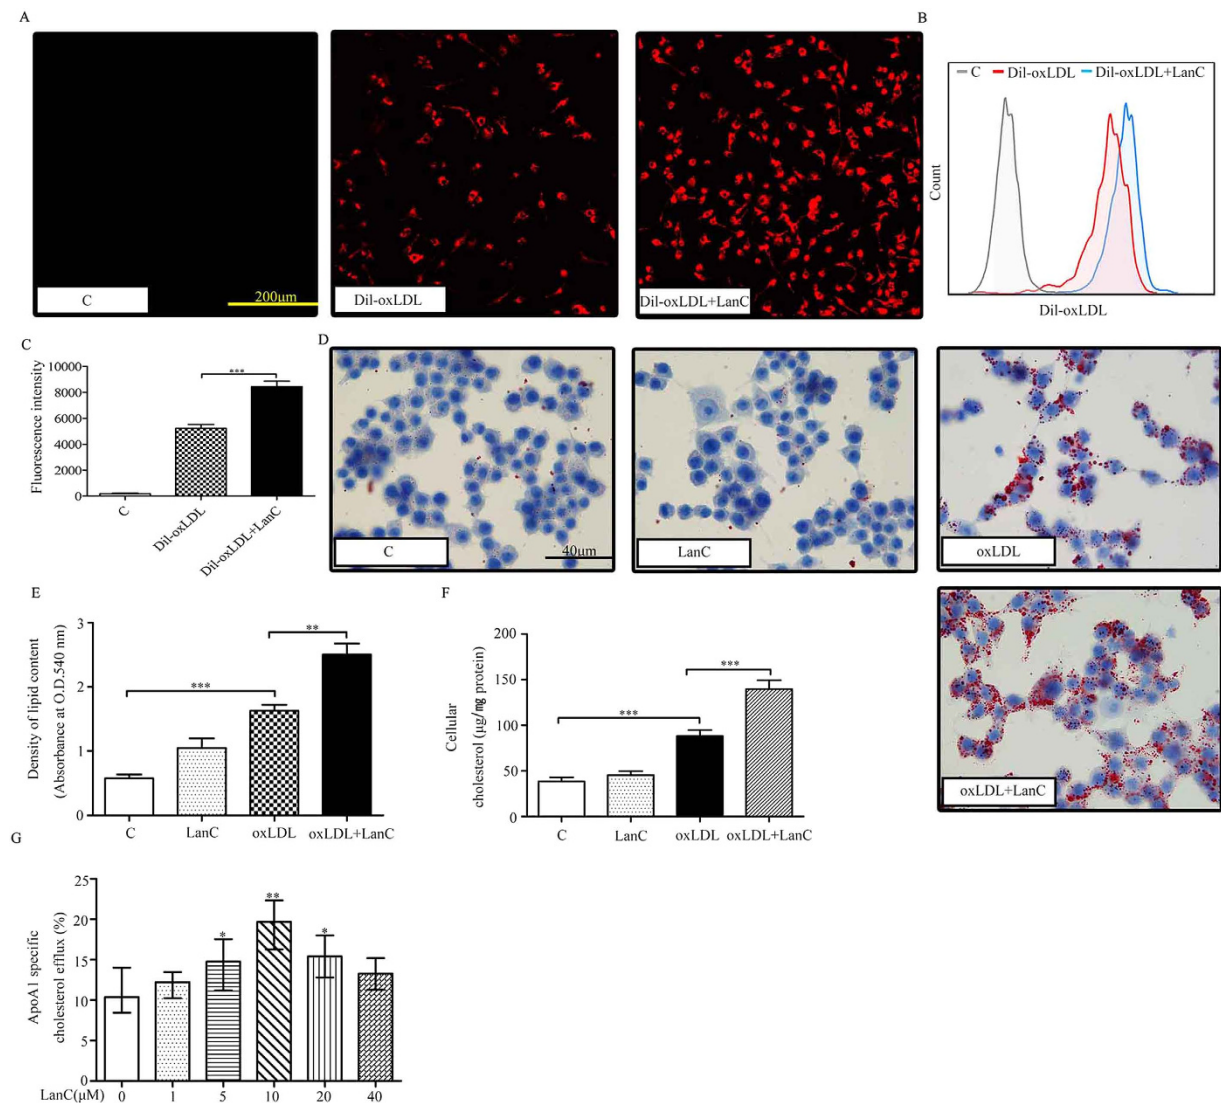 A
B
C
200μm
Dil-oxLDL
Dil-oxLDL+LanC
C Dil-oxLDL Dil-oxLDL+LanC
Count
Dil-oxLDL
C
Fluorescence intensity
10000
8000
6000
4000
2000
0
***
C
Dil-oxLDL
Dil-oxLDL+LanC
D
C
40μm
LanC
oxLDL
oxLDL+LanC
E
Density of lipid content
(Absorbance at O.D.540 nm)
3
2
1
0
***
**
C LanC oxLDL oxLDL+LanC
F
Cellular
cholesterol (μg/mg protein)
200
150
100
50
0
***
***
C LanC oxLDL oxLDL+LanC
G
ApoA1 specific
cholesterol efflux (%)
25
20
15
10
5
0
*
**
*
LanC(μM) 0 1 5 10 20 40